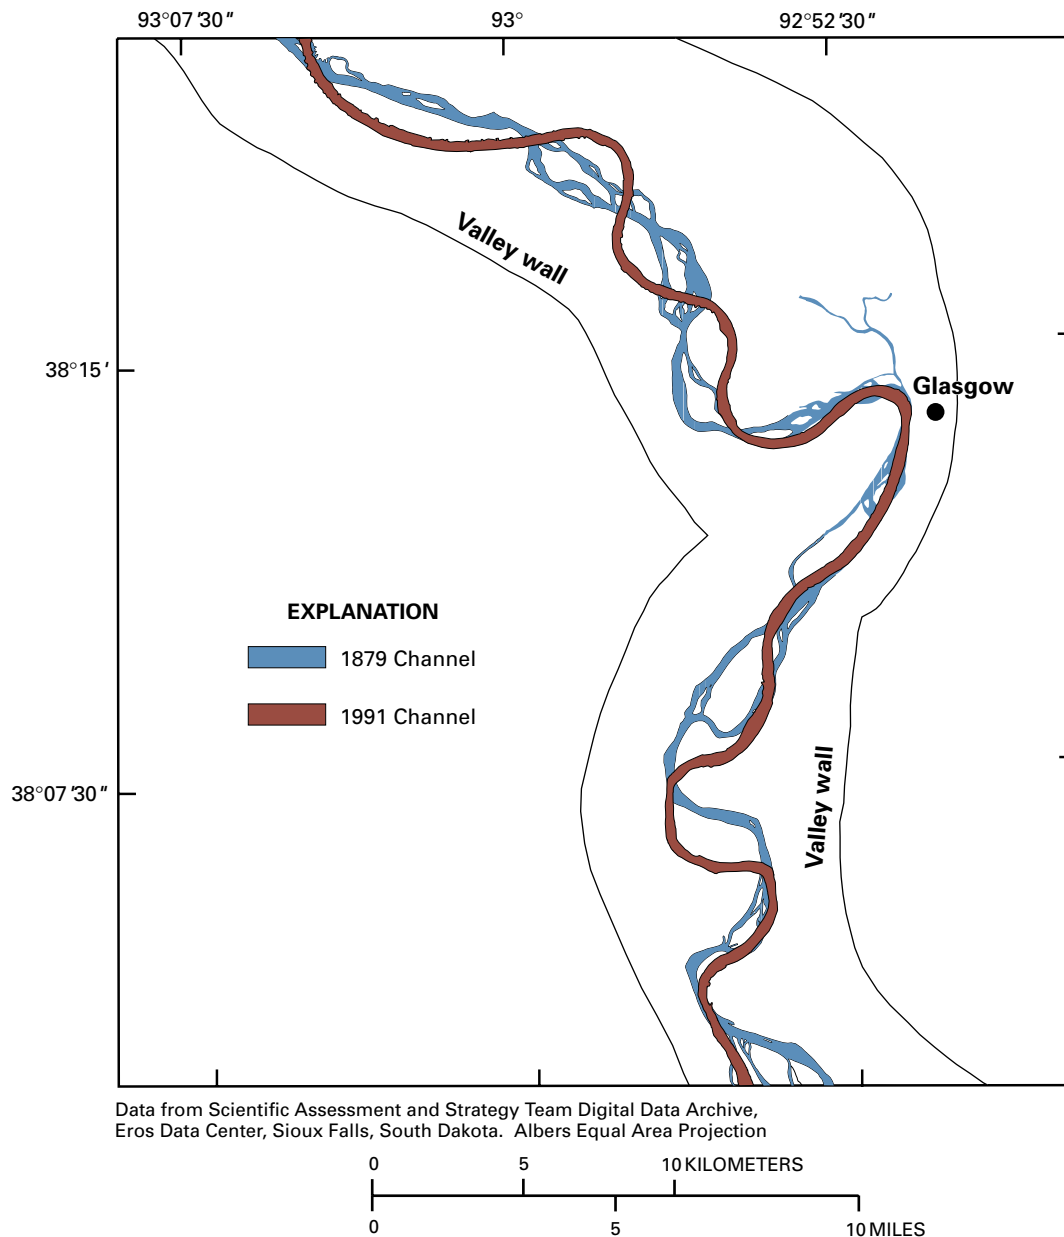 93°07'30" 93° 92°52'30"
Valley wall
38°15'
Glasgow
EXPLANATION
1879 Channel
1991 Channel
Valley wall
38°07'30"
Data from Scientific Assessment and Strategy Team Digital Data Archive,
Eros Data Center, Sioux Falls, South Dakota. Albers Equal Area Projection
0 5 10 KILOMETERS
0 5 10 MILES